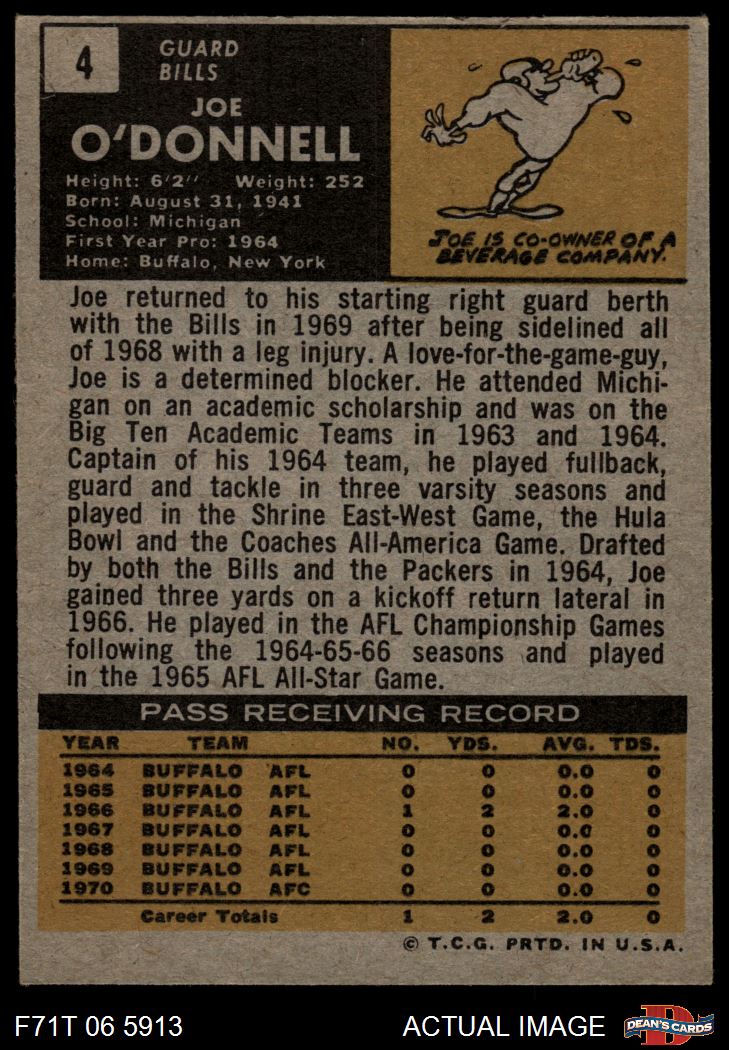 4
GUARD
BILLS
JOE
O'DONNELL
Height: 6'2'' Weight: 252
Born: August 31, 1941
School: Michigan
First Year Pro: 1964
Home: Buffalo, New York
JOE IS CO-OWNER OF A
BEVERAGE COMPANY.
Joe returned to his starting right guard berth
with the Bills in 1969 after being sidelined all
of 1968 with a leg injury. A love-for-the-game-guy,
Joe is a determined blocker. He attended Michi-
gan on an academic scholarship and was on the
Big Ten Academic Teams in 1963 and 1964.
Captain of his 1964 team, he played fullback,
guard and tackle in three varsity seasons and
played in the Shrine East-West Game, the Hula
Bowl and the Coaches All-America Game. Drafted
by both the Bills and the Packers in 1964, Joe
gained three yards on a kickoff return lateral in
1966. He played in the AFL Championship Games
following the 1964-65-66 seasons and played
in the 1965 AFL All-Star Game.
PASS RECEIVING RECORD
YEAR TEAM NO. YDS. AVG. TDS.
1964 BUFFALO AFL 0 0 0.0 0
1965 BUFFALO AFL 0 0 0.0 0
1966 BUFFALO AFL 1 2 2.0 0
1967 BUFFALO AFL 0 0 0.0 0
1968 BUFFALO AFL 0 0 0.0 0
1969 BUFFALO AFL 0 0 0.0 0
1970 BUFFALO AFC 0 0 0.0 0
Career Totals 1 2 2.0 0
© T.C.G. PRTD. IN U.S.A.
F71T 06 5913 ACTUAL IMAGE
D
DEAN'S CARDS